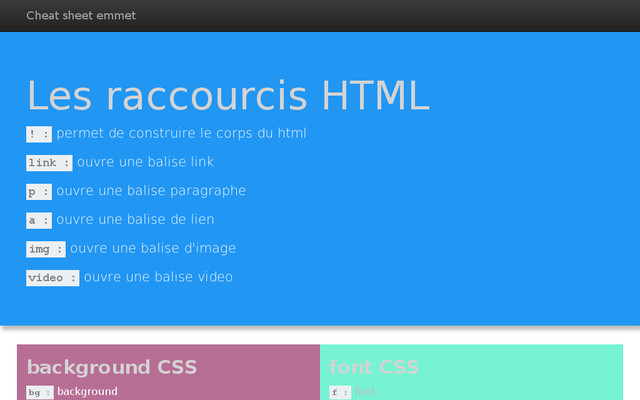 Cheat sheet emmet
Les raccourcis HTML
! : permet de construire le corps du html
link : ouvre une balise link
p : ouvre une balise paragraphe
a : ouvre une balise de lien
img : ouvre une balise d'image
video : ouvre une balise video
background CSS
bg : background
font CSS
f : font